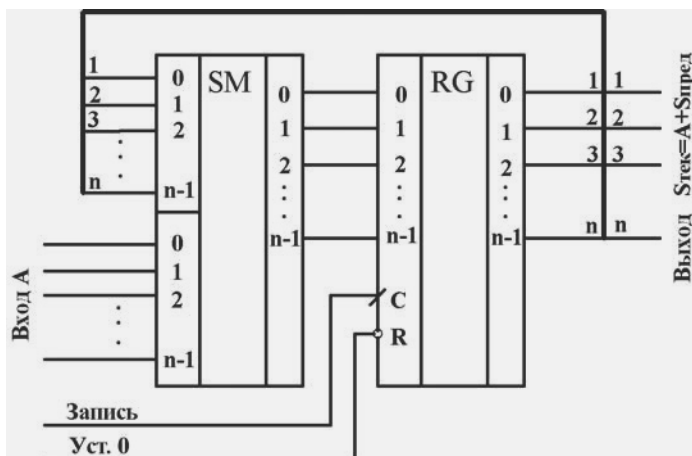 1 0 SM 0 RG 0 0 1 1
2 1 1 1 1 2 2
3 2 2 2 2 3 3
n n-1 n-1 n-1 n-1 n n
0
1
2
n-1
C
R
Вход А
Запись
Уст. 0
Выход Sтек=A+Sпред